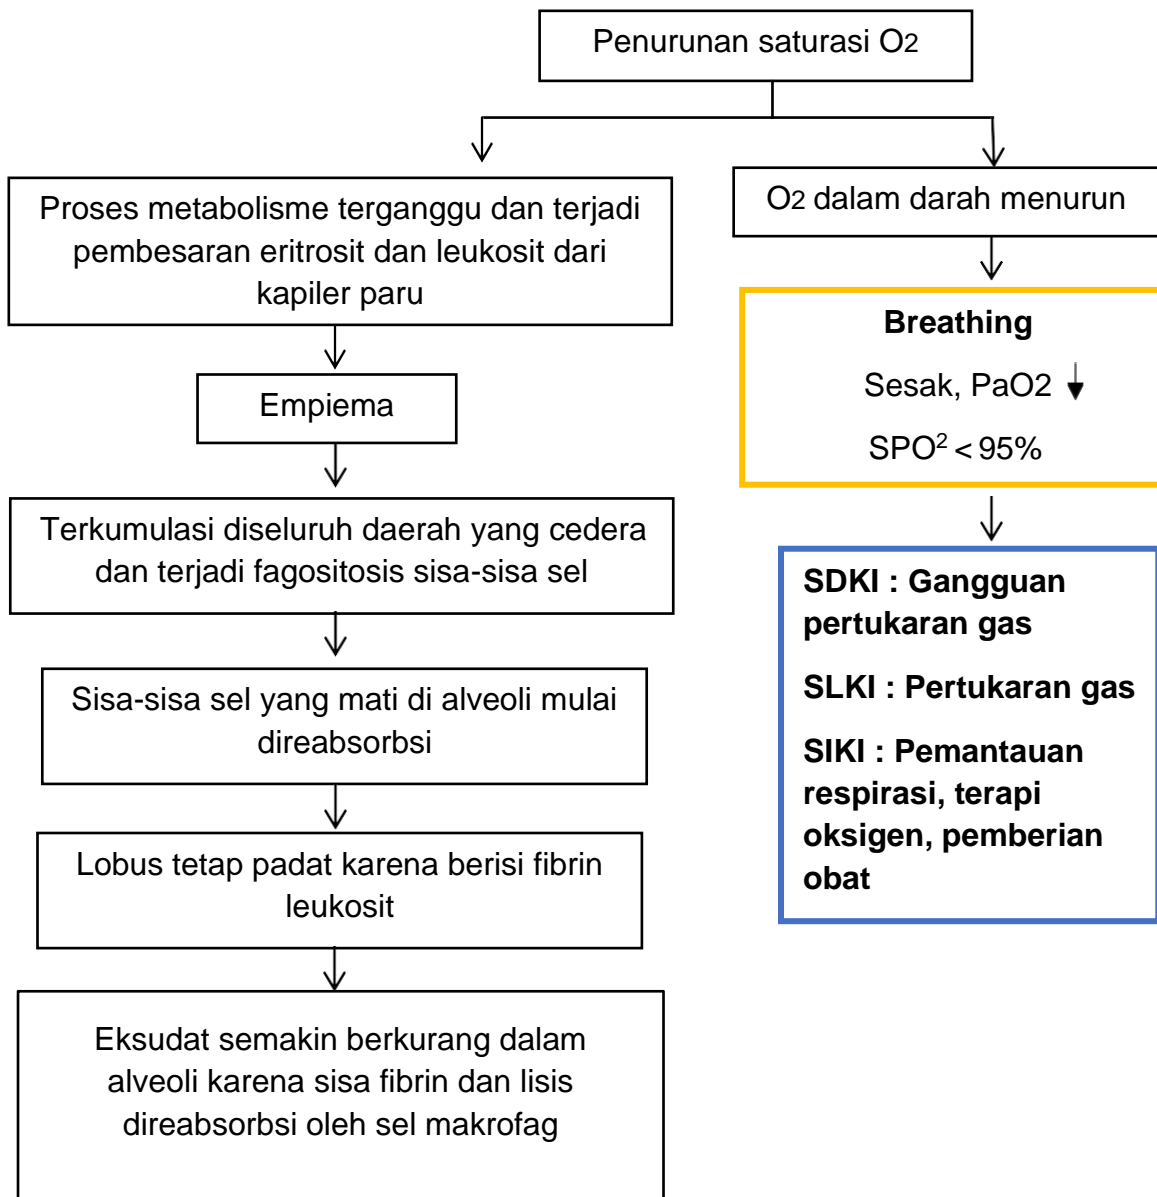 Penurunan saturasi O2
Proses metabolisme terganggu dan terjadi
pembesaran eritrosit dan leukosit dari
kapiler paru
Empiema
Terkumulasi diseluruh daerah yang cedera
dan terjadi fagositosis sisa-sisa sel
Sisa-sisa sel yang mati di alveoli mulai
direabsorbsi
Lobus tetap padat karena berisi fibrin
leukosit
Eksudat semakin berkurang dalam
alveoli karena sisa fibrin dan lisis
direabsorbsi oleh sel makrofag
O2 dalam darah menurun
Breathing
Sesak, PaO2 ↓
SPO² < 95%
SDKI : Gangguan
pertukaran gas
SLKI : Pertukaran gas
SIKI : Pemantauan
respirasi, terapi
oksigen, pemberian
obat